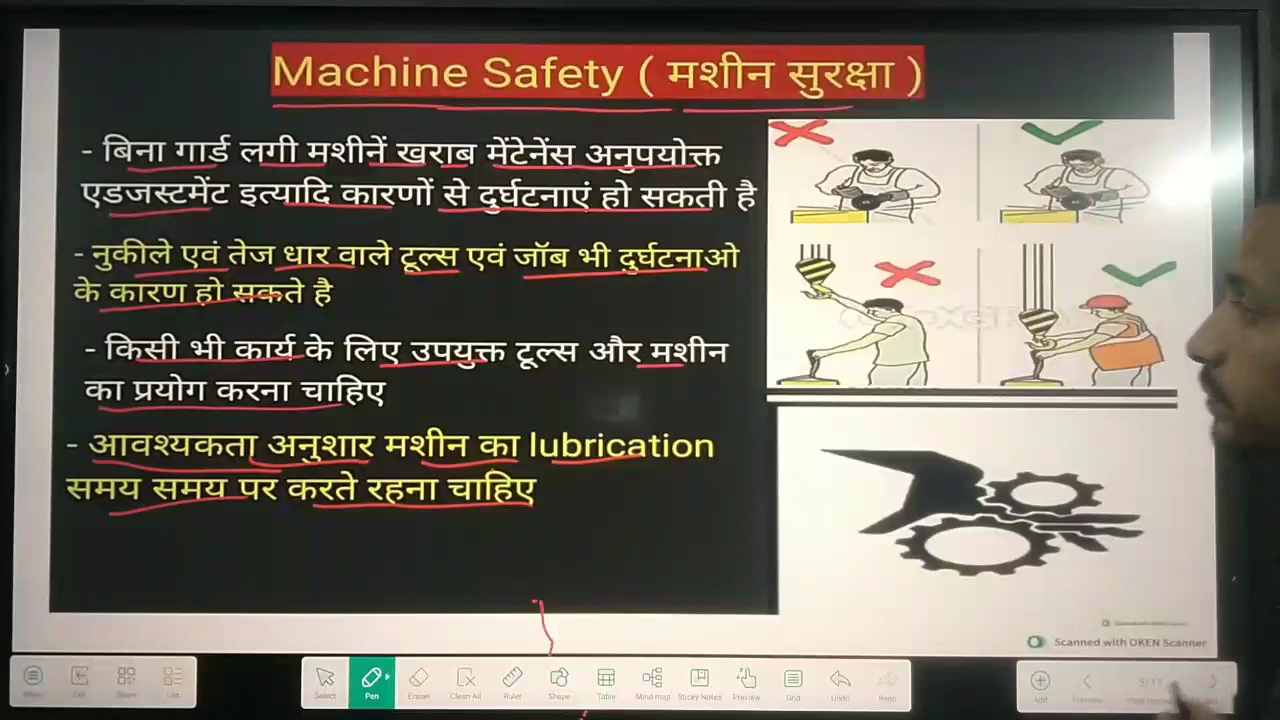 Machine Safety ( मशीन सुरक्षा )
- बिना गार्ड लगी मशीनें खराब मेंटेनेंस अनुपयोक्त
एडजस्टमेंट इत्यादि कारणों से दुर्घटनाएं हो सकती है
- नुकीले एवं तेज धार वाले टूल्स एवं जॉब भी दुर्घटनाओ
के कारण हो सकते है
- किसी भी कार्य के लिए उपयुक्त टूल्स और मशीन
का प्रयोग करना चाहिए
- आवश्यकता अनुशार मशीन का lubrication
समय समय पर करते रहना चाहिए
Scanned with OKEN Scanner
Select Pen Eraser Clean All Ruler Shape Table Mind map Sticky Notes Preview Grid Undo Redo
Add